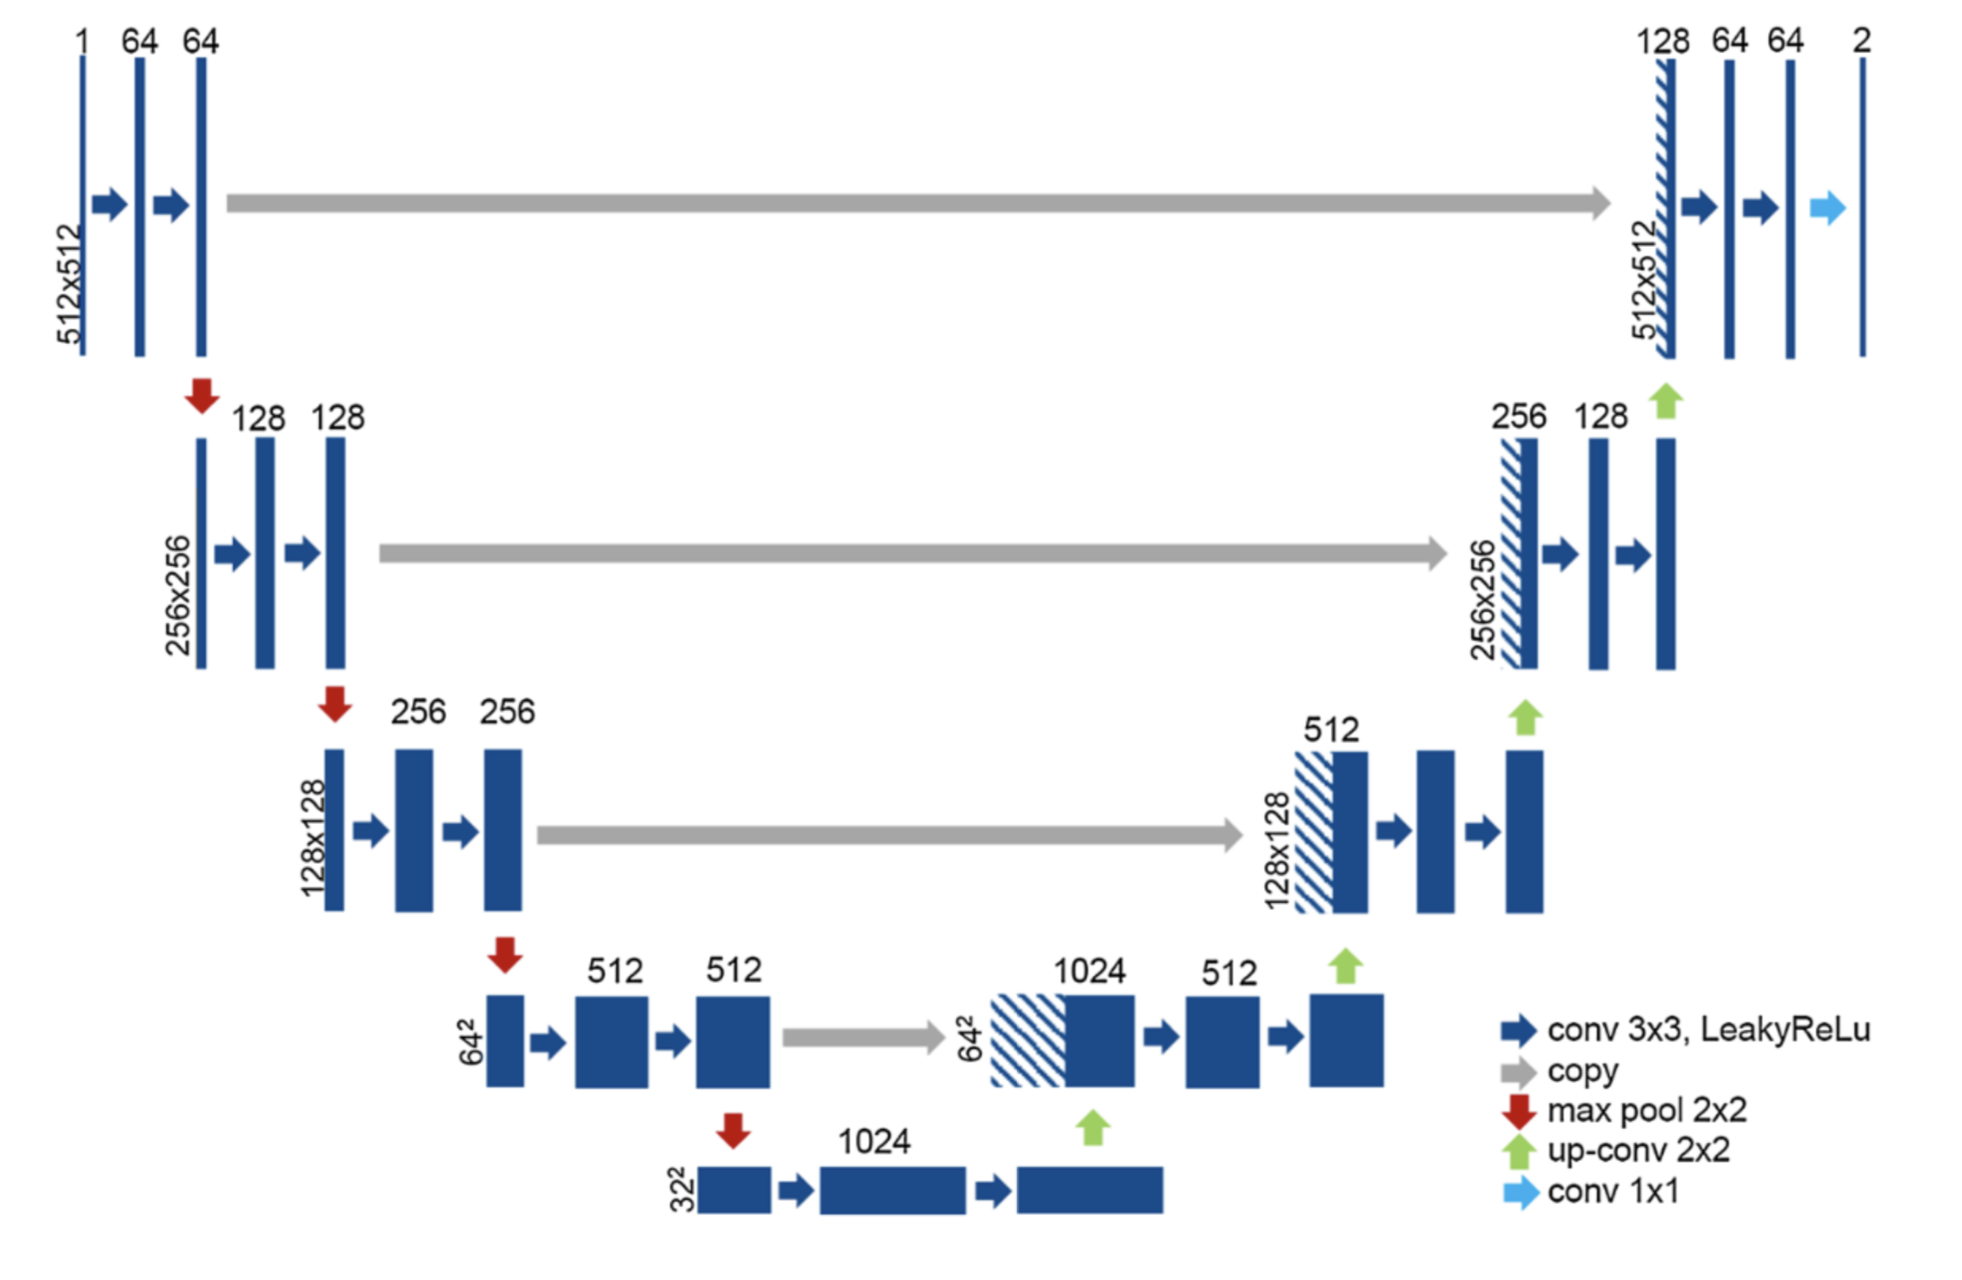 1 64 64
128 64 64 2
512x512
512x512
128 128
256 128
256x256
256x256
256 256
512
128x128
128x128
512 512
1024 512
64²
64²
1024
32²
conv 3x3, LeakyReLu
copy
max pool 2x2
up-conv 2x2
conv 1x1